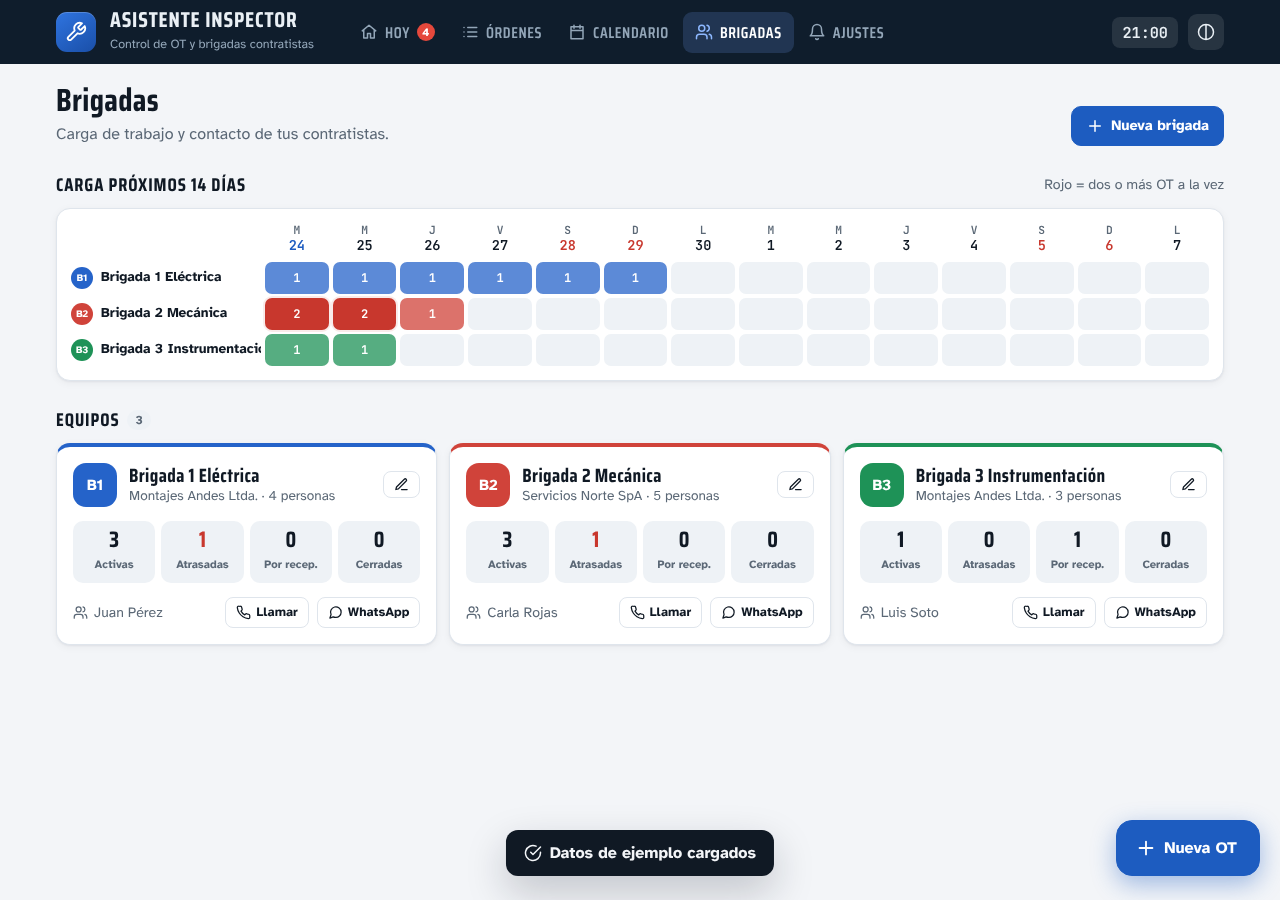 ASISTENTE INSPECTOR
Control de OT y brigadas contratistas
HOY 4
ÓRDENES
CALENDARIO
BRIGADAS
AJUSTES
21:00
Brigadas
Carga de trabajo y contacto de tus contratistas.
Nueva brigada
CARGA PRÓXIMOS 14 DÍAS
Rojo = dos o más OT a la vez
M M J V S D L M M J V S D L
24 25 26 27 28 29 30 1 2 3 4 5 6 7
B1 Brigada 1 Eléctrica 1 1 1 1 1 1
B2 Brigada 2 Mecánica 2 2 1
B3 Brigada 3 Instrumentacic 1 1
EQUIPOS 3
B1
Brigada 1 Eléctrica
Montajes Andes Ltda. · 4 personas
3 1 0 0
Activas Atrasadas Por recep. Cerradas
Juan Pérez Llamar WhatsApp
B2
Brigada 2 Mecánica
Servicios Norte SpA · 5 personas
3 1 0 0
Activas Atrasadas Por recep. Cerradas
Carla Rojas Llamar WhatsApp
B3
Brigada 3 Instrumentación
Montajes Andes Ltda. · 3 personas
1 0 1 0
Activas Atrasadas Por recep. Cerradas
Luis Soto Llamar WhatsApp
Datos de ejemplo cargados
Nueva OT